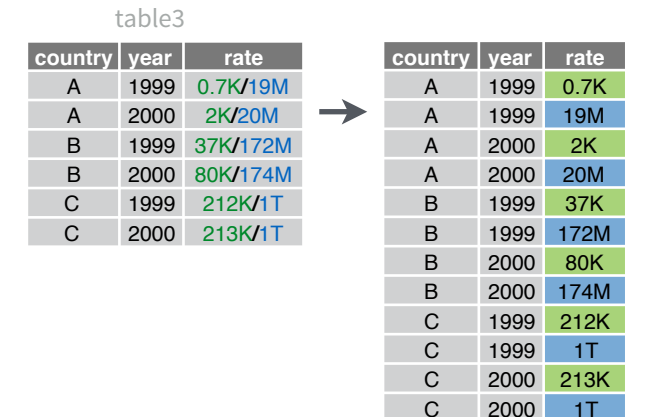 table3
country year rate
A 1999 0.7K/19M
A 2000 2K/20M
B 1999 37K/172M
B 2000 80K/174M
C 1999 212K/1T
C 2000 213K/1T
country year rate
A 1999 0.7K
A 1999 19M
A 2000 2K
A 2000 20M
B 1999 37K
B 1999 172M
B 2000 80K
B 2000 174M
C 1999 212K
C 1999 1T
C 2000 213K
C 2000 1T